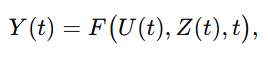 Y(t) = F(U(t), Z(t), t),